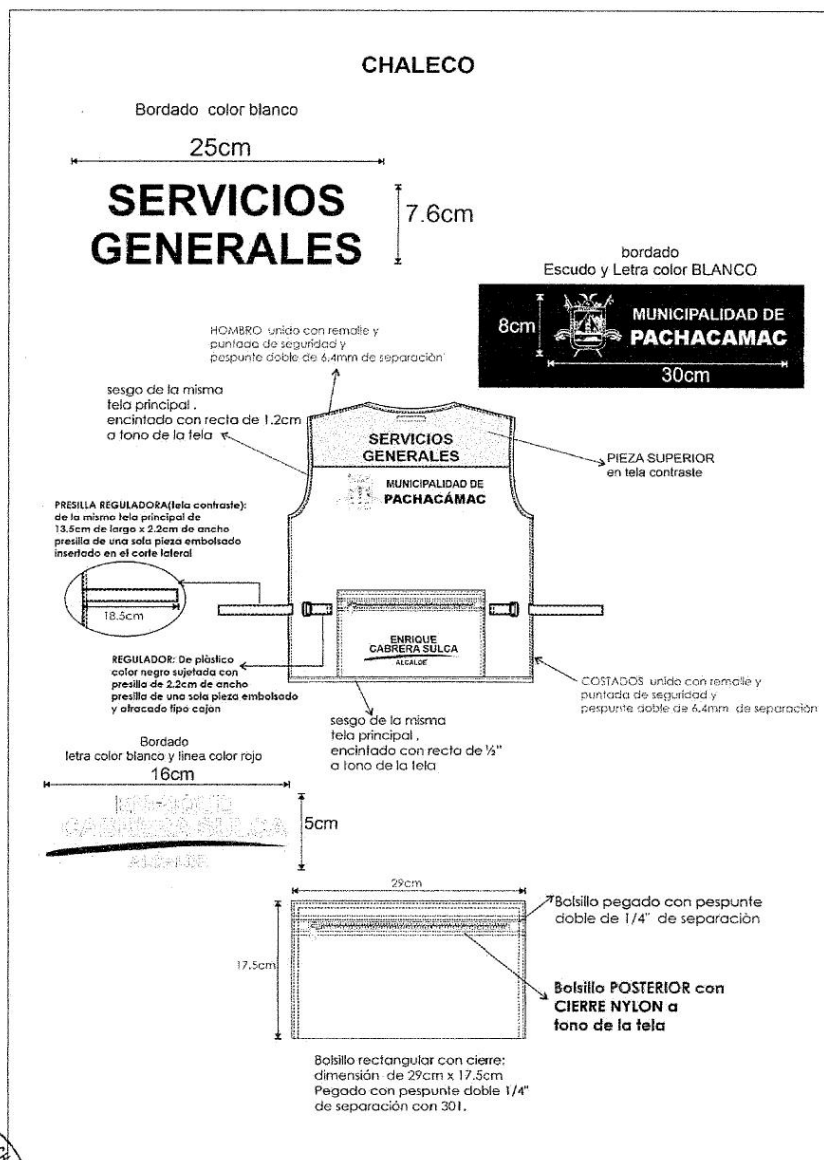 CHALECO
Bordado color blanco
25cm
SERVICIOS
GENERALES
7.6cm
bordado
Escudo y Letra color BLANCO
8cm
MUNICIPALIDAD DE
PACHACAMAC
30cm
HOMBRO unido con remalle y
puntada de seguridad y
pespunte doble de 6.4mm de separación
sesgo de la misma
tela principal .
encintado con recta de 1.2cm
a tono de la tela
SERVICIOS
GENERALES
PIEZA SUPERIOR
en tela contraste
MUNICIPALIDAD DE
PACHACÁMAC
PRESILLA REGULADORA(tela contraste):
de la misma tela principal de
13.5cm de largo x 2.2cm de ancho
presilla de una sola pieza embolsado
insertado en el corte lateral
18.5cm
ENRIQUE
CABRERA SULCA
ALCALDE
REGULADOR: De plástico
color negro sujetada con
presilla de 2.2cm de ancho
presilla de una sola pieza embolsado
y atracado tipo cajon
COSTADOS unido con remalle y
puntada de seguridad y
pespunte doble de 6.4mm de separación
sesgo de la misma
tela principal ,
encintado con recta de ½"
a tono de la tela
Bordado
letra color blanco y linea color rojo
16cm
ENRIQUE
CABRERA SULCA
ALCALDE
5cm
29cm
17.5cm
Bolsillo pegado con pespunte
doble de 1/4" de separación
Bolsillo POSTERIOR con
CIERRE NYLON a
tono de la tela
Bolsillo rectangular con cierre:
dimensión de 29cm x 17.5cm
Pegado con pespunte doble 1/4"
de separación con 301.